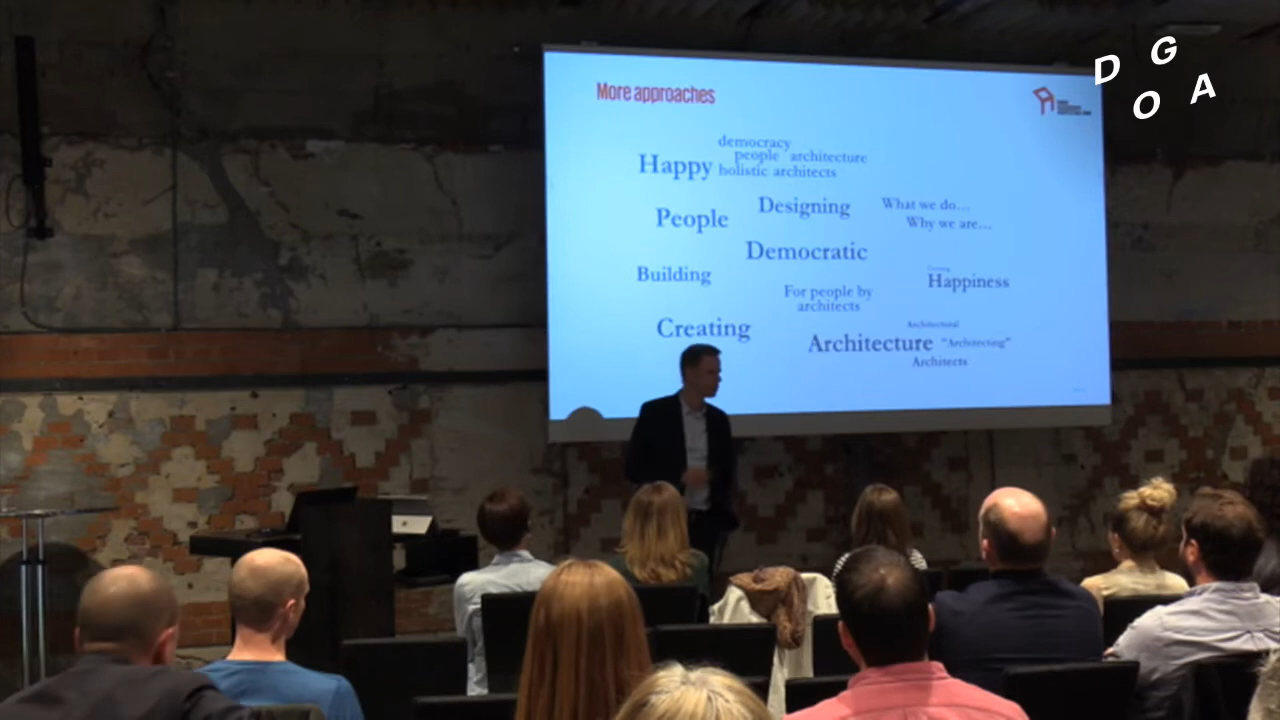 D G
O A
More approaches
democracy
Happy people architecture
holistic architects
Designing What we do...
People Why we are...
Democratic
Building
Happiness
For people by
architects
Creating
Architectural
Architecture "Architecting"
Architects